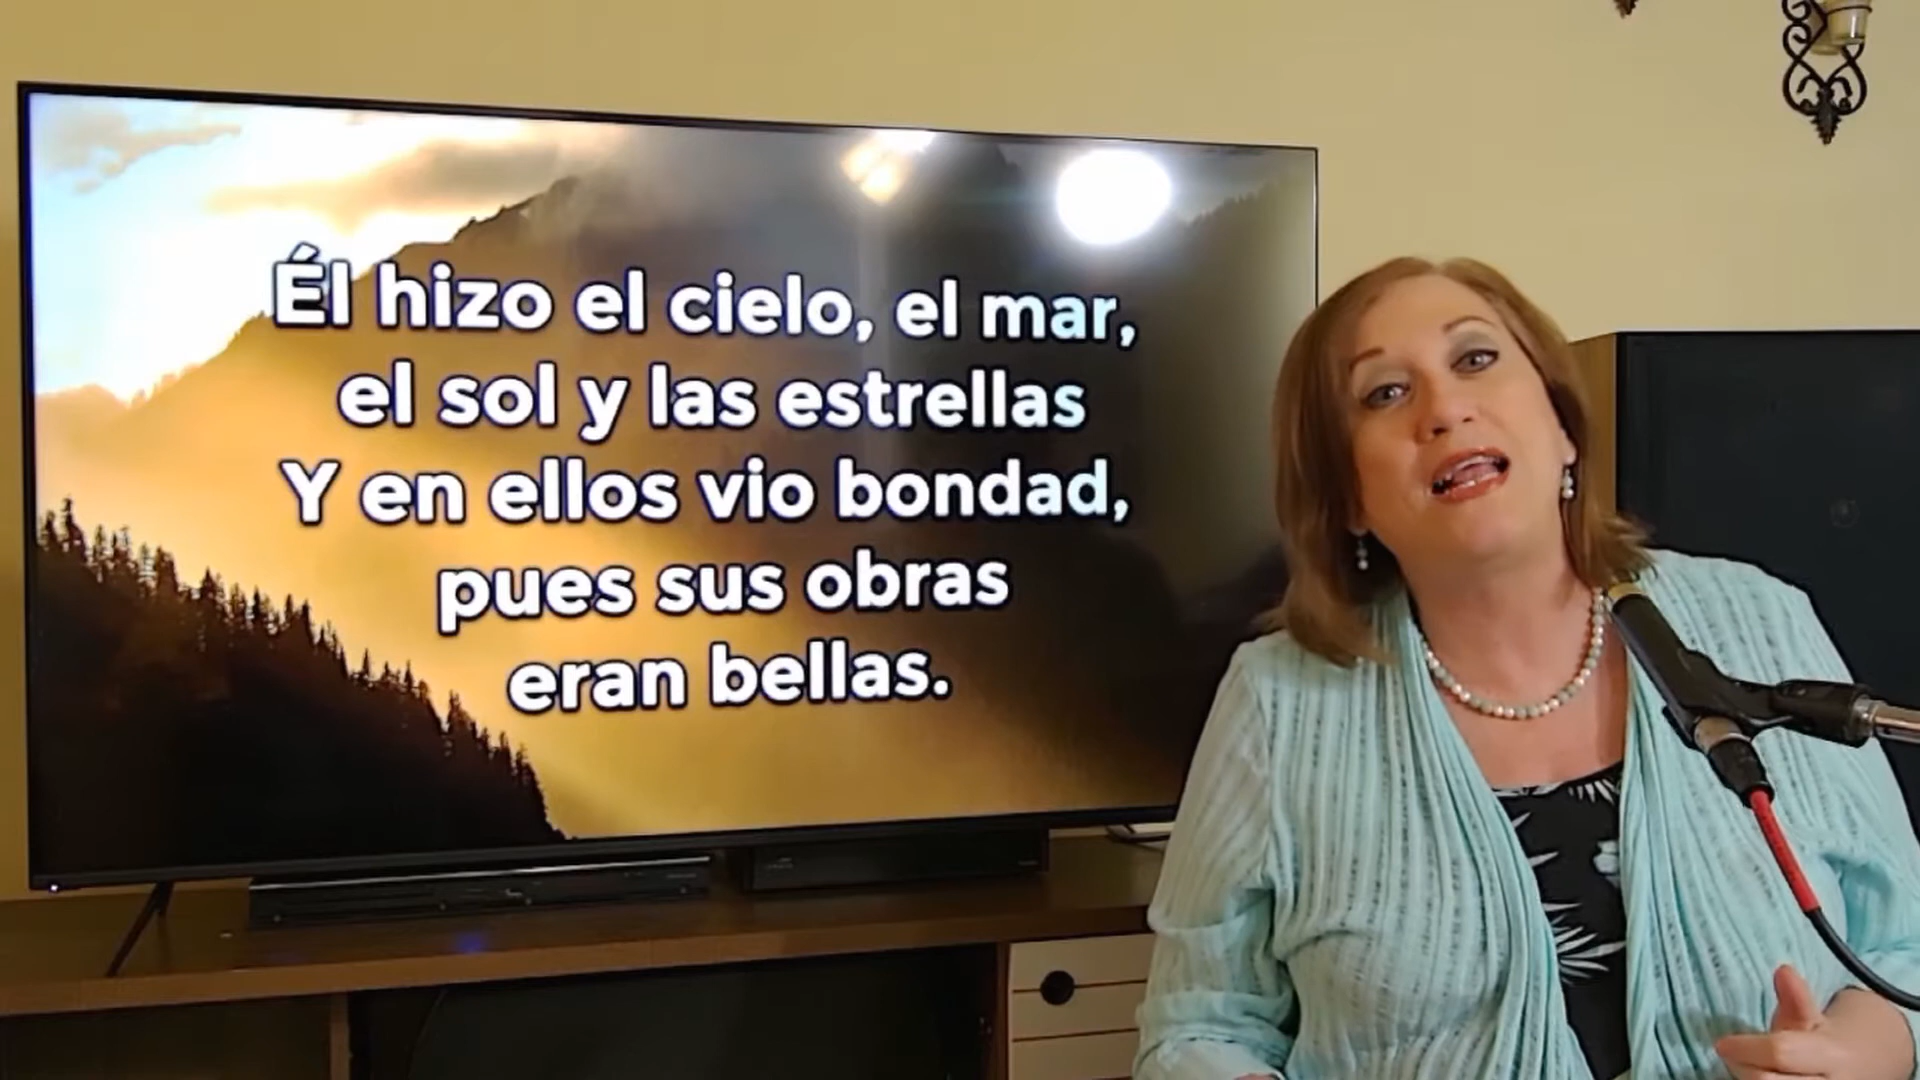 Él hizo el cielo, el mar,
el sol y las estrellas
Y en ellos vio bondad,
pues sus obras
eran bellas.